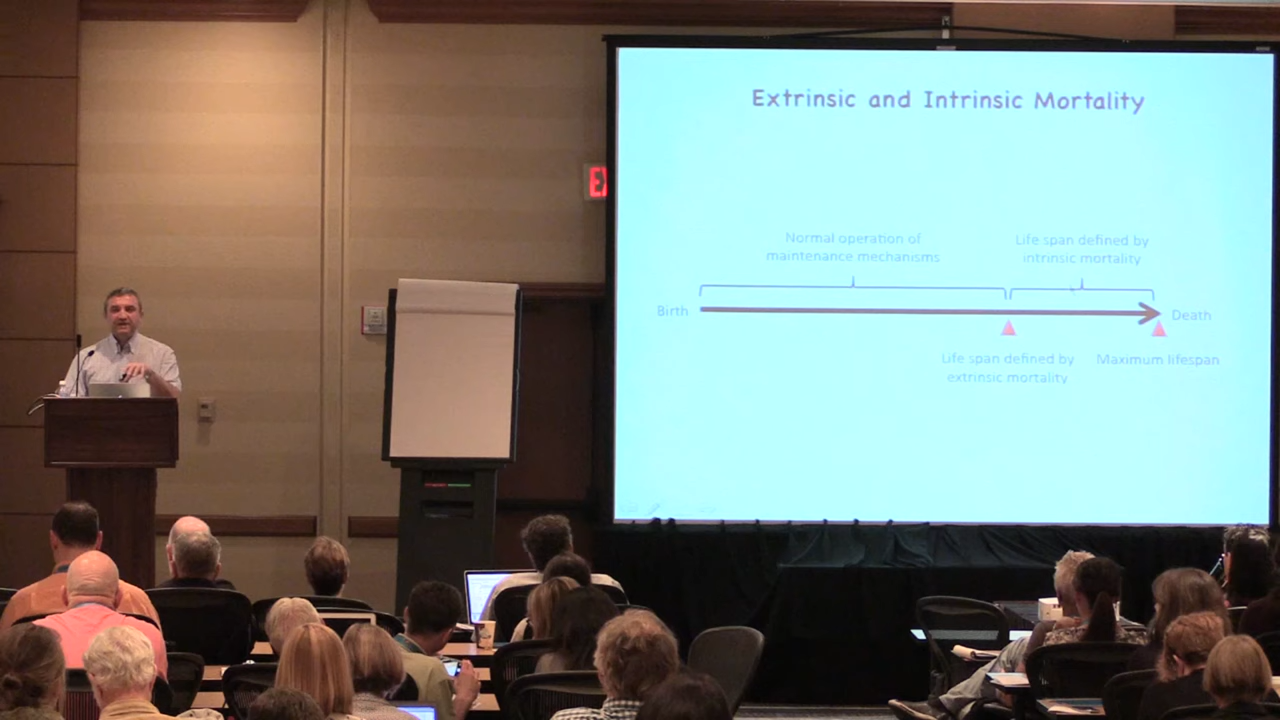 Extrinsic and Intrinsic Mortality
Normal operation of
maintenance mechanisms
Life span defined by
intrinsic mortality
Birth
Death
Life span defined by
extrinsic mortality
Maximum lifespan